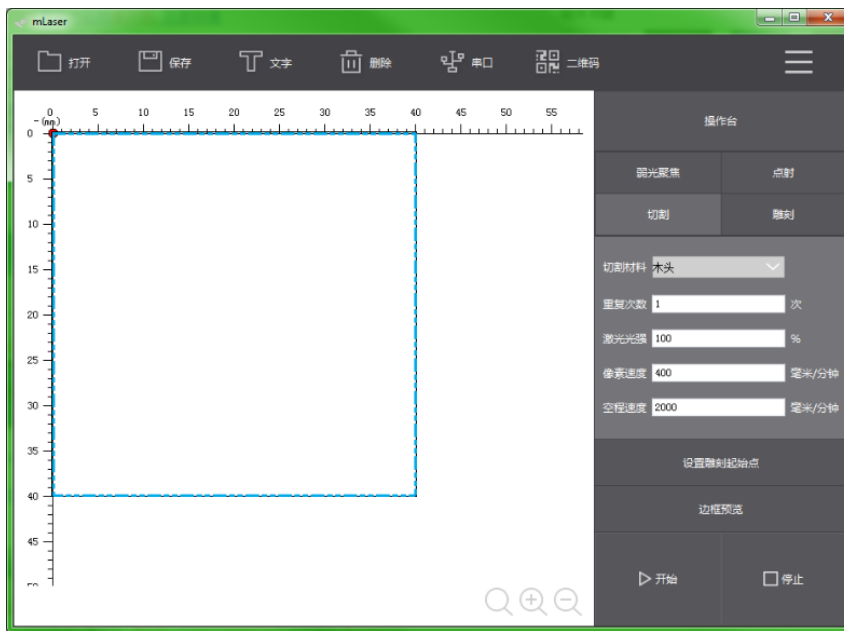 mLaser
打开 保存 文字 删除 串口 二维码
0 5 10 15 20 25 30 35 40 45 50 55
0
5
10
15
20
25
30
35
40
45
操作台
弱光聚焦 点射
切割 雕刻
切割材料 木头
重复次数 1 次
激光光强 100 %
像素速度 400 毫米/分钟
空程速度 2000 毫米/分钟
设置雕刻起始点
边框预览
开始 停止